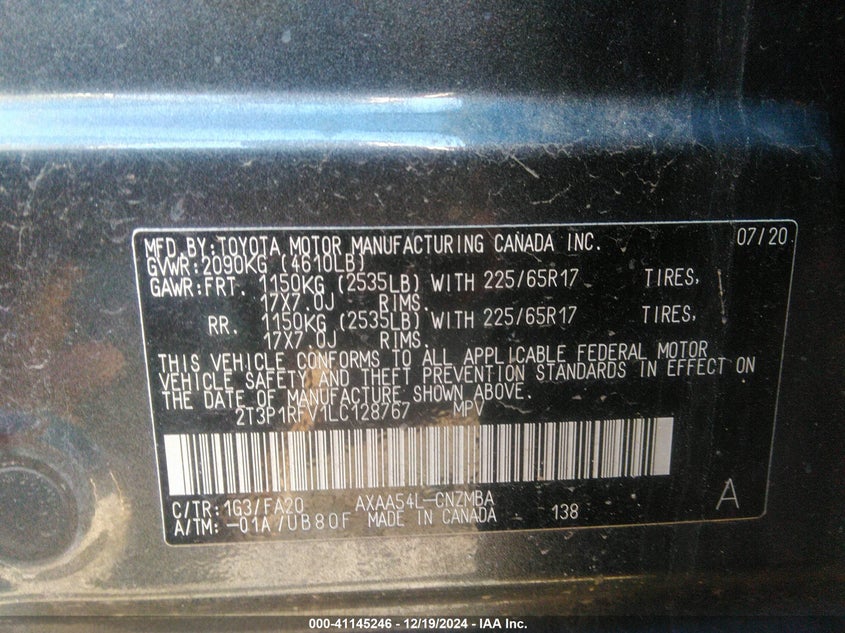 MFD. BY: TOYOTA MOTOR MANUFACTURING CANADA INC. 07/20
GVWR: 2090KG (4610LB)
GAWR: FRT. 1150KG (2535LB) WITH 225/65R17 TIRES,
17X7.0J RIMS.
RR. 1150KG (2535LB) WITH 225/65R17 TIRES,
17X7.0J RIMS.
THIS VEHICLE CONFORMS TO ALL APPLICABLE FEDERAL MOTOR
VEHICLE SAFETY AND THEFT PREVENTION STANDARDS IN EFFECT ON
THE DATE OF MANUFACTURE SHOWN ABOVE.
2T3P1RFV1LC128767 MPV
C/TR: 1G3/FA20 AXAA54L-CNZMBA A
A/TM: -01A/UB80F MADE IN CANADA 138
000-41145246 - 12/19/2024 - IAA Inc.